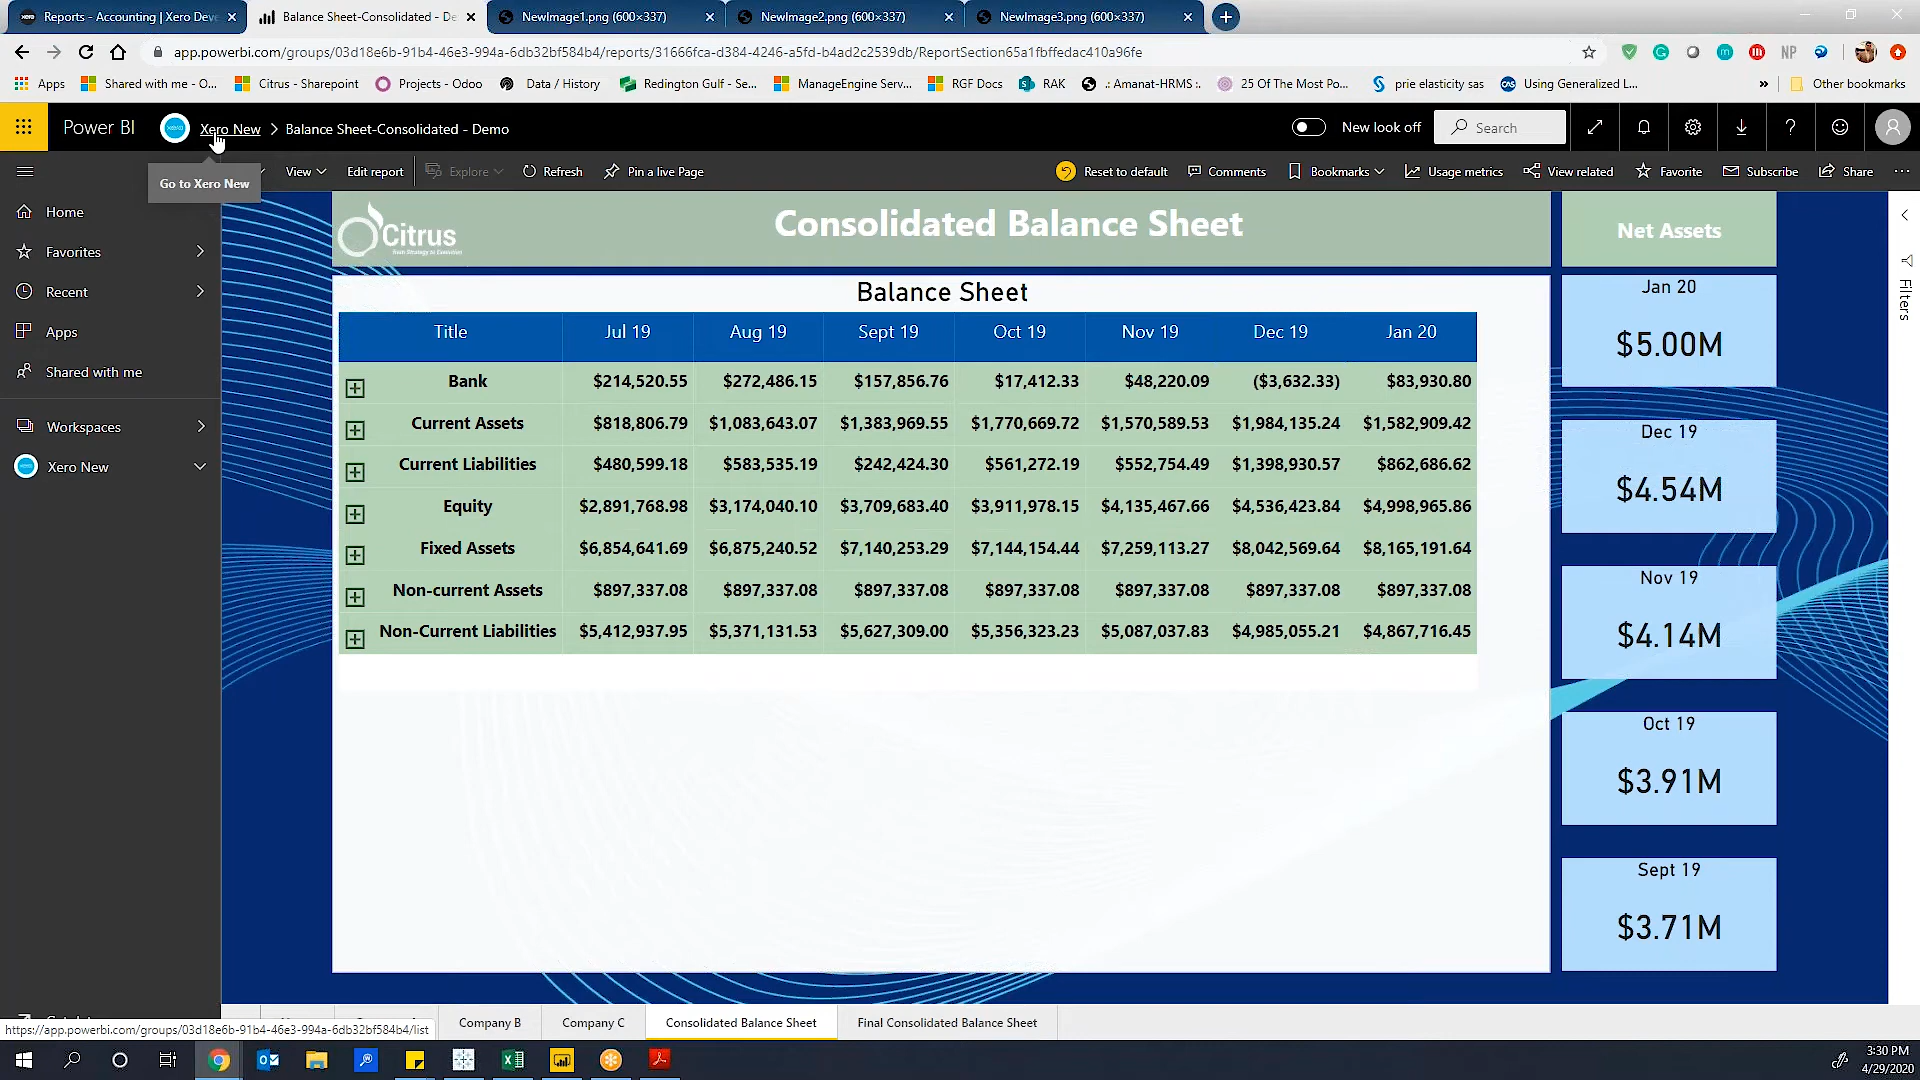 Reports - Accounting | Xero Deve
Balance Sheet-Consolidated - De
NewImage1.png (600×337)
NewImage2.png (600×337)
NewImage3.png (600×337)
app.powerbi.com/groups/03d18e6b-91b4-46e3-994a-6db32bf584b4/reports/31666fca-d384-4246-a5fd-b4ad2c2539db/ReportSection65a1fbffedac410a96fe
Apps Shared with me - O... Citrus - Sharepoint Projects - Odoo Data / History Redington Gulf - Se... ManageEngine Serv... RGF Docs RAK .: Amanat-HRMS :. 25 Of The Most Po... prie elasticity sas Using Generalized L... » Other bookmarks
Power BI Xero New > Balance Sheet-Consolidated - Demo New look off Search
Go to Xero New
View Edit report Explore Refresh Pin a live Page Reset to default Comments Bookmarks Usage metrics View related Favorite Subscribe Share ...
Home
Favorites
Recent
Apps
Shared with me
Workspaces
Xero New
Citrus
from Strategy to Execution
Consolidated Balance Sheet
Net Assets
Filters
Balance Sheet
Title Jul 19 Aug 19 Sept 19 Oct 19 Nov 19 Dec 19 Jan 20
Bank $214,520.55 $272,486.15 $157,856.76 $17,412.33 $48,220.09 ($3,632.33) $83,930.80
Current Assets $818,806.79 $1,083,643.07 $1,383,969.55 $1,770,669.72 $1,570,589.53 $1,984,135.24 $1,582,909.42
Current Liabilities $480,599.18 $583,535.19 $242,424.30 $561,272.19 $552,754.49 $1,398,930.57 $862,686.62
Equity $2,891,768.98 $3,174,040.10 $3,709,683.40 $3,911,978.15 $4,135,467.66 $4,536,423.84 $4,998,965.86
Fixed Assets $6,854,641.69 $6,875,240.52 $7,140,253.29 $7,144,154.44 $7,259,113.27 $8,042,569.64 $8,165,191.64
Non-current Assets $897,337.08 $897,337.08 $897,337.08 $897,337.08 $897,337.08 $897,337.08 $897,337.08
Non-Current Liabilities $5,412,937.95 $5,371,131.53 $5,627,309.00 $5,356,323.23 $5,087,037.83 $4,985,055.21 $4,867,716.45
Jan 20
$5.00M
Dec 19
$4.54M
Nov 19
$4.14M
Oct 19
$3.91M
Sept 19
$3.71M
https://app.powerbi.com/groups/03d18e6b-91b4-46e3-994a-6db32bf584b4/list
Company B Company C Consolidated Balance Sheet Final Consolidated Balance Sheet
3:30 PM
4/29/2020